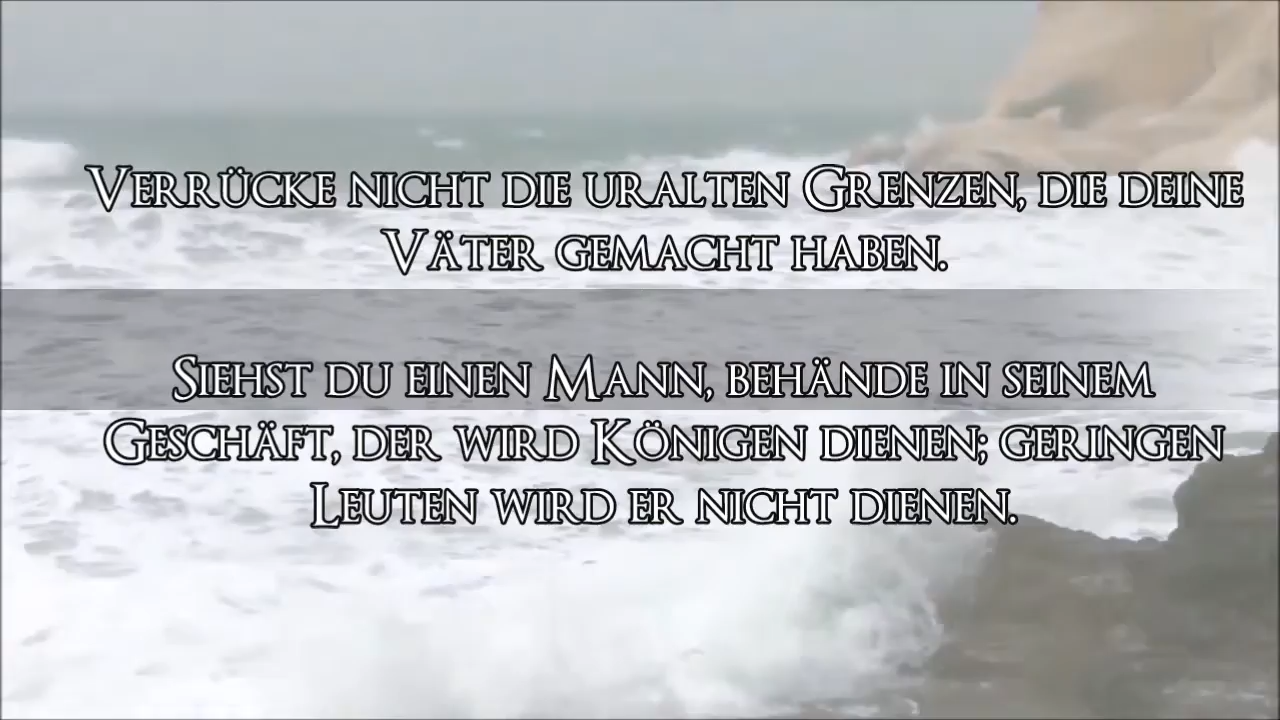 Verrücke nicht die uralten Grenzen, die deine
Väter gemacht haben.
Siehst du einen Mann, behände in seinem
Geschäft, der wird Königen dienen; geringen
Leuten wird er nicht dienen.